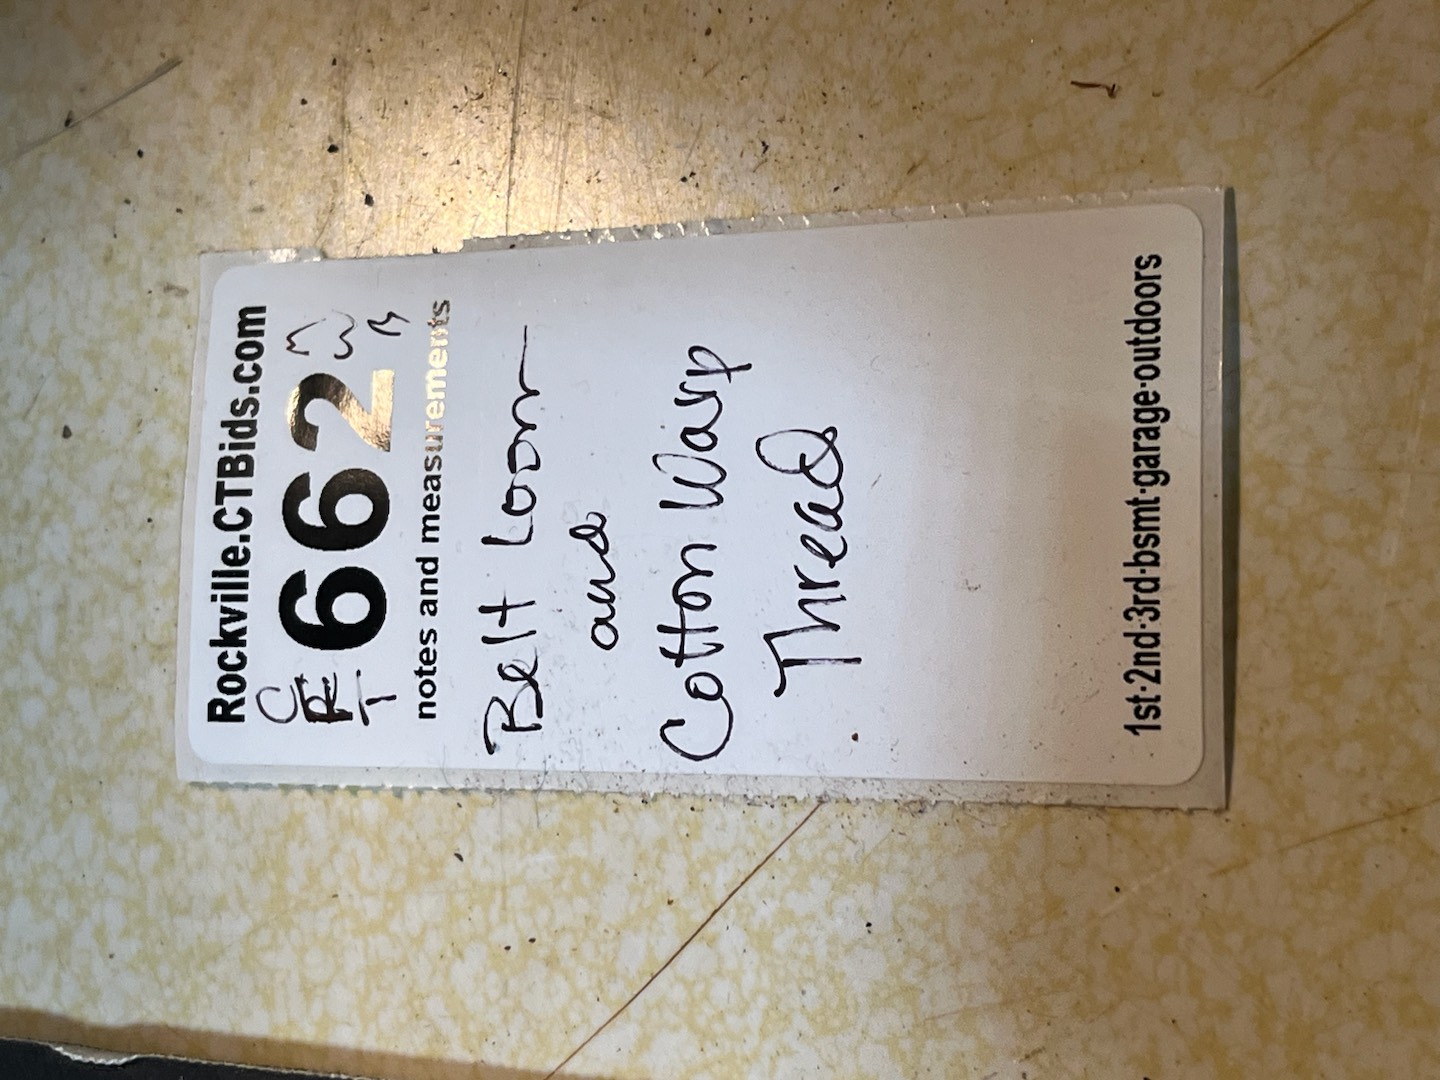 Rockville.CTBids.com
662
notes and measurements
Belt Loom
and
Cotton Warp
Thread
1st·2nd·3rd·bsmt·garage·outdoors